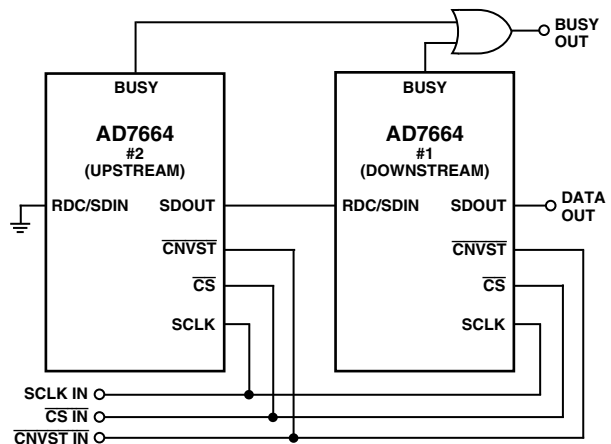 BUSY
OUT
BUSY
BUSY
AD7664
#2
(UPSTREAM)
AD7664
#1
(DOWNSTREAM)
RDC/SDIN
SDOUT
RDC/SDIN
SDOUT
DATA
OUT
CNVST
CNVST
CS
CS
SCLK
SCLK
SCLK IN
CS IN
CNVST IN